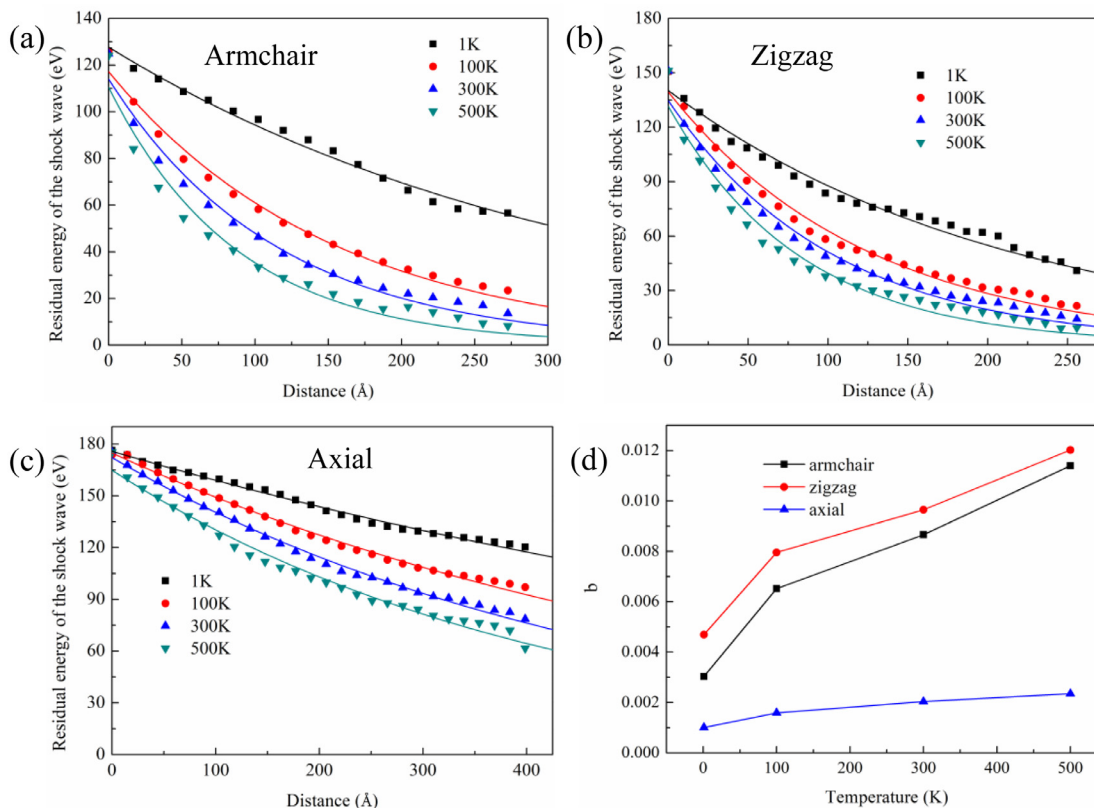 (a)
Armchair
1K
100K
300K
500K
Residual energy of the shock wave (eV)
140
120
100
80
60
40
20
0
0 50 100 150 200 250 300
Distance (Å)
(b)
Zigzag
1K
100K
300K
500K
Residual energy of the shock wave (eV)
180
150
120
90
60
30
0
0 50 100 150 200 250
Distance (Å)
(c)
Axial
1K
100K
300K
500K
Residual energy of the shock wave (eV)
180
150
120
90
60
30
0
0 100 200 300 400
Distance (Å)
(d)
armchair
zigzag
axial
b
0.012
0.010
0.008
0.006
0.004
0.002
0.000
0 100 200 300 400 500
Temperature (K)